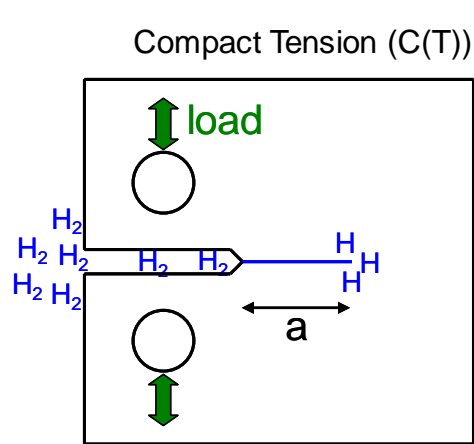 Compact Tension (C(T))
load
H₂
H₂ H₂ H₂ H₂ H
H
H₂ H₂ H
a